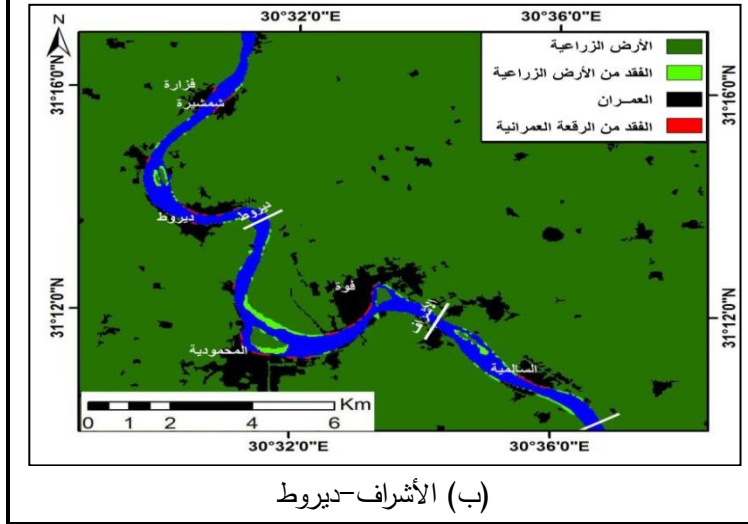 30°32'0"E 30°36'0"E
N
الأرض الزراعية
الفقد من الأرض الزراعية
العمـران
الفقد من الرقعة العمرانية
31°16'0"N 31°16'0"N
فزارة
شمشيرة
ديروط
ديروط
فوة
31°12'0"N 31°12'0"N
الأشراف
المحمودية
السالمية
Km
0 1 2 4 6
30°32'0"E 30°36'0"E
(ب) الأشراف-ديروط